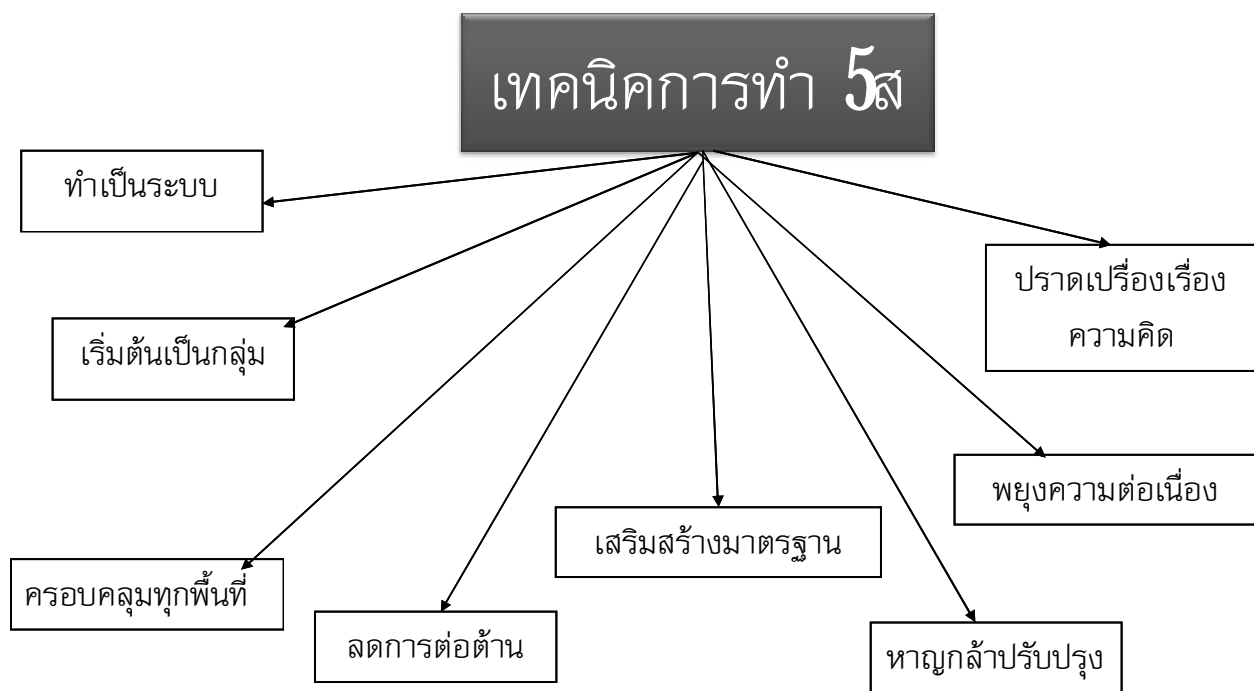 เทคนิคการทำ 5ส
ทำเป็นระบบ
เริ่มต้นเป็นกลุ่ม
ครอบคลุมทุกพื้นที่
ลดการต่อต้าน
เสริมสร้างมาตรฐาน
หาญกล้าปรับปรุง
พยุงความต่อเนื่อง
ปราดเปรื่องเรื่อง
ความคิด